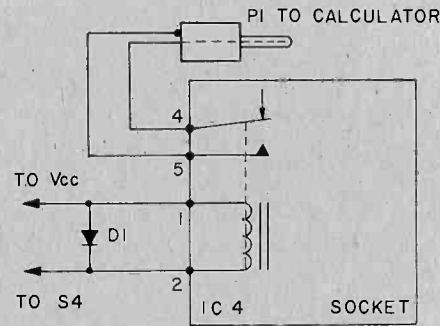 P1 TO CALCULATOR
4
5
TO Vcc
1
D1
2
TO S4
IC 4 SOCKET